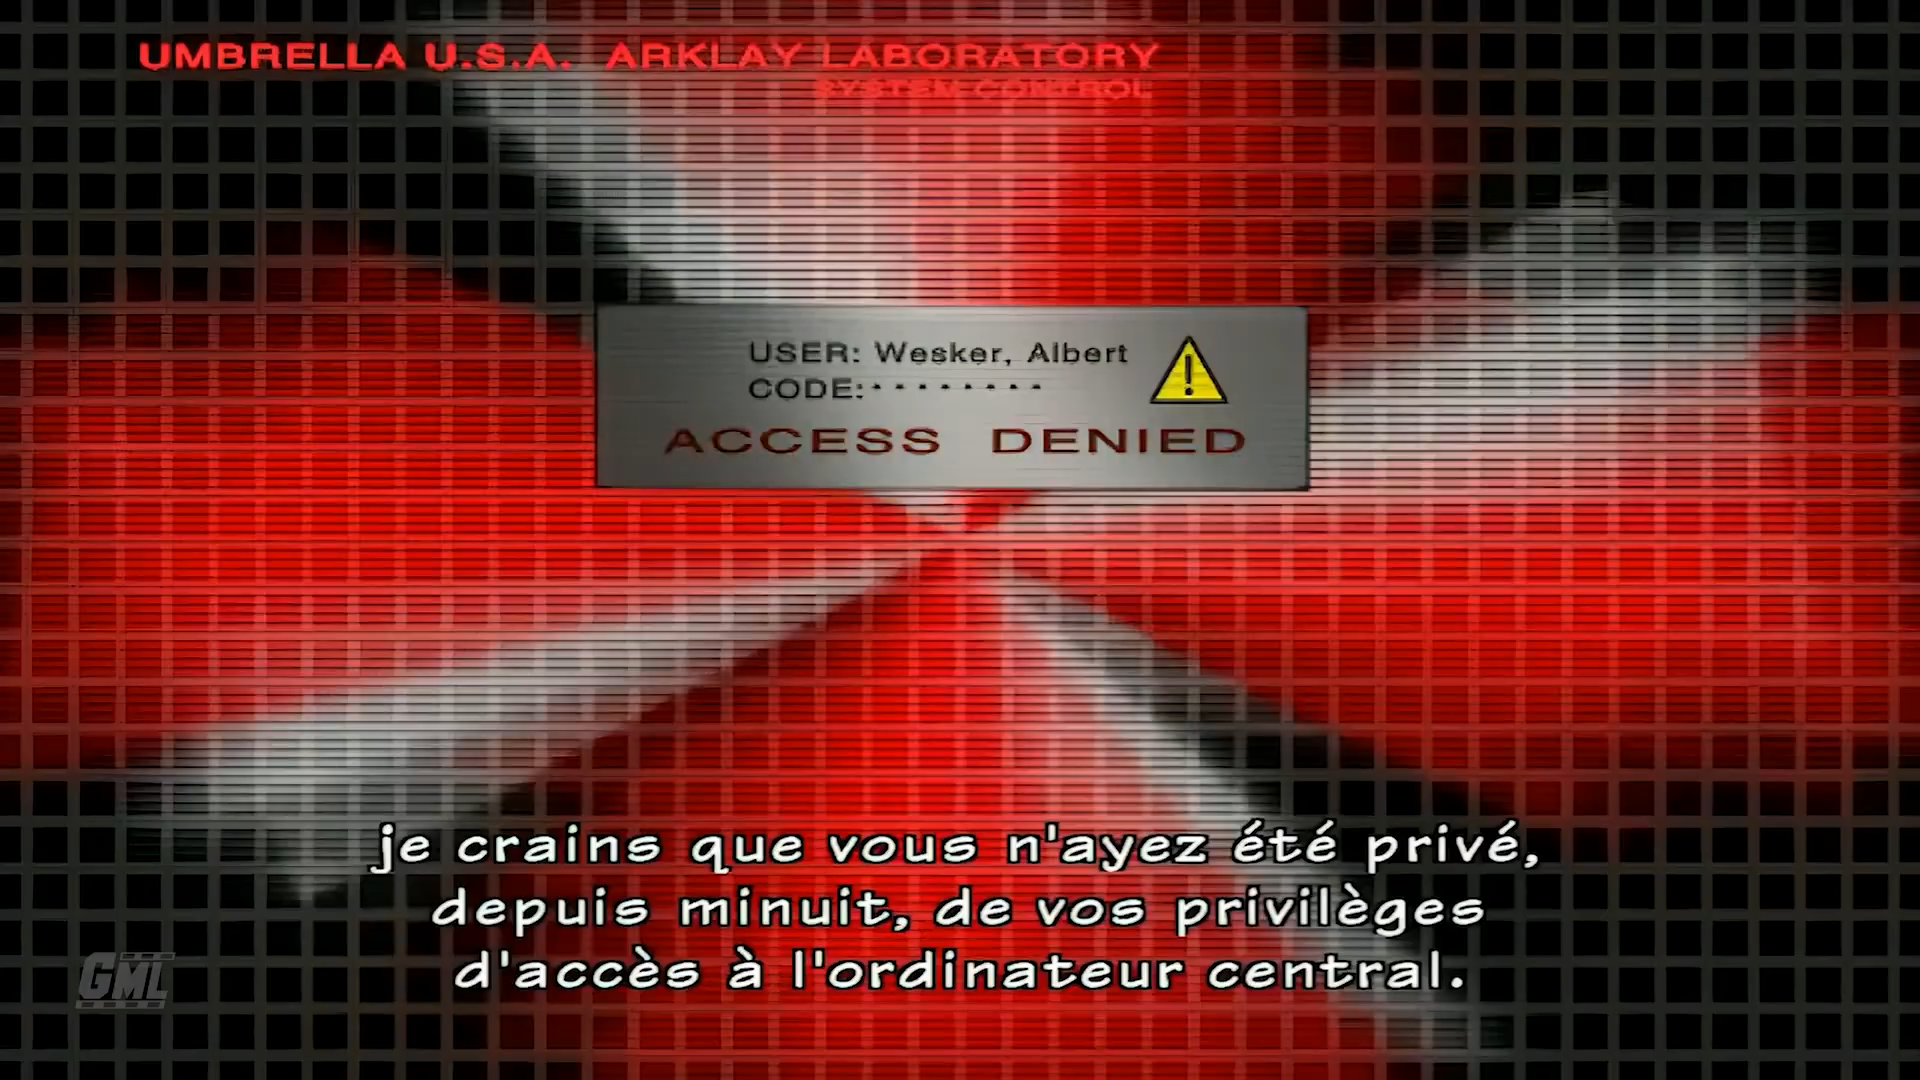 UMBRELLA U.S.A. ARKLAY LABORATORY
SYSTEM CONTROL
USER: Wesker, Albert
CODE:········
ACCESS DENIED
je crains que vous n'ayez été privé,
depuis minuit, de vos privilèges
d'accès à l'ordinateur central.
GML